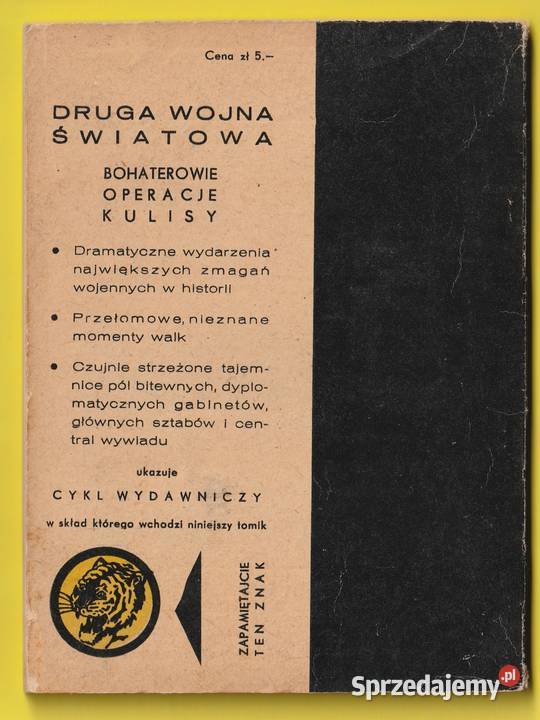 Cena zł 5.–
DRUGA WOJNA
ŚWIATOWA
BOHATEROWIE
OPERACJE
KULISY
• Dramatyczne wydarzenia
największych zmagań
wojennych w historii
• Przełomowe, nieznane
momenty walk
• Czujnie strzeżone tajem-
nice pól bitewnych, dyplo-
matycznych gabinetów,
głównych sztabów i cen-
tral wywiadu
ukazuje
CYKL WYDAWNICZY
w skład którego wchodzi niniejszy tomik
ZAPAMIĘTAJCIE
TEN ZNAK
Sprzedajemy.pl